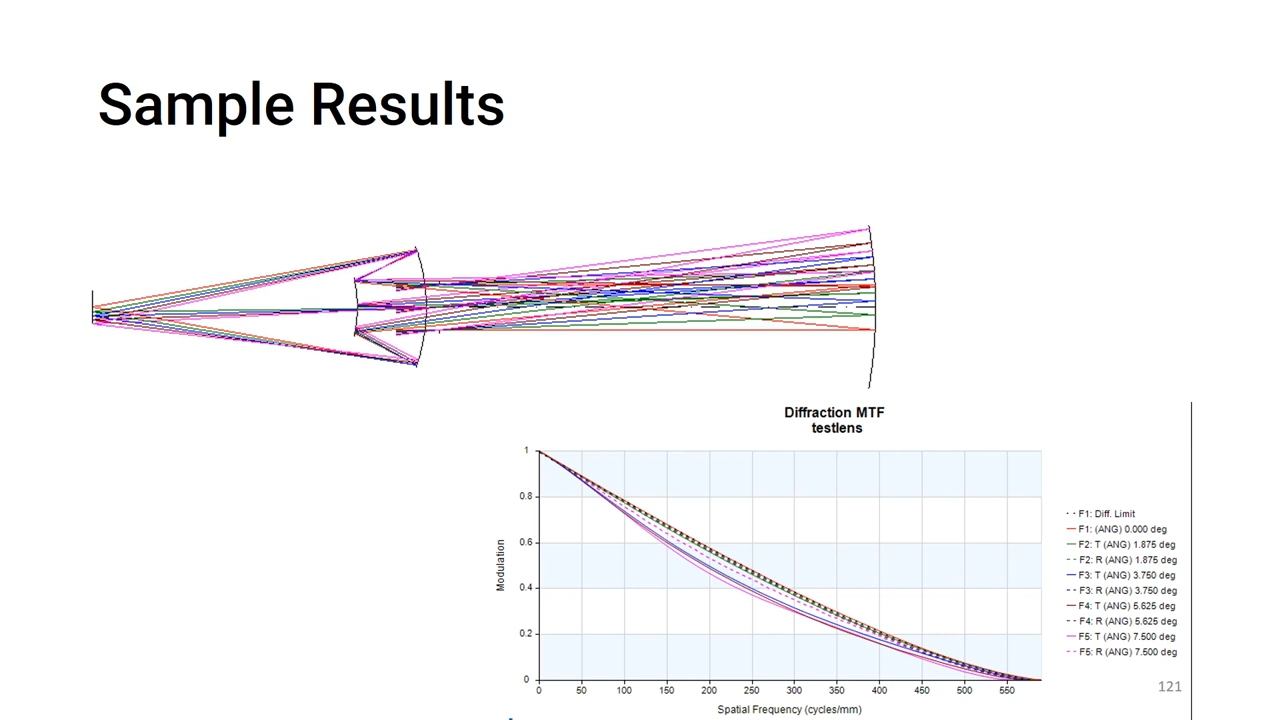 Sample Results
Diffraction MTF
testlens
1
0.8
0.6
0.4
0.2
0
Modulation
0 50 100 150 200 250 300 350 400 450 500 550
Spatial Frequency (cycles/mm)
F1: Diff. Limit
F1: (ANG) 0.000 deg
F2: T (ANG) 1.875 deg
F2: R (ANG) 1.875 deg
F3: T (ANG) 3.750 deg
F3: R (ANG) 3.750 deg
F4: T (ANG) 5.625 deg
F4: R (ANG) 5.625 deg
F5: T (ANG) 7.500 deg
F5: R (ANG) 7.500 deg
121